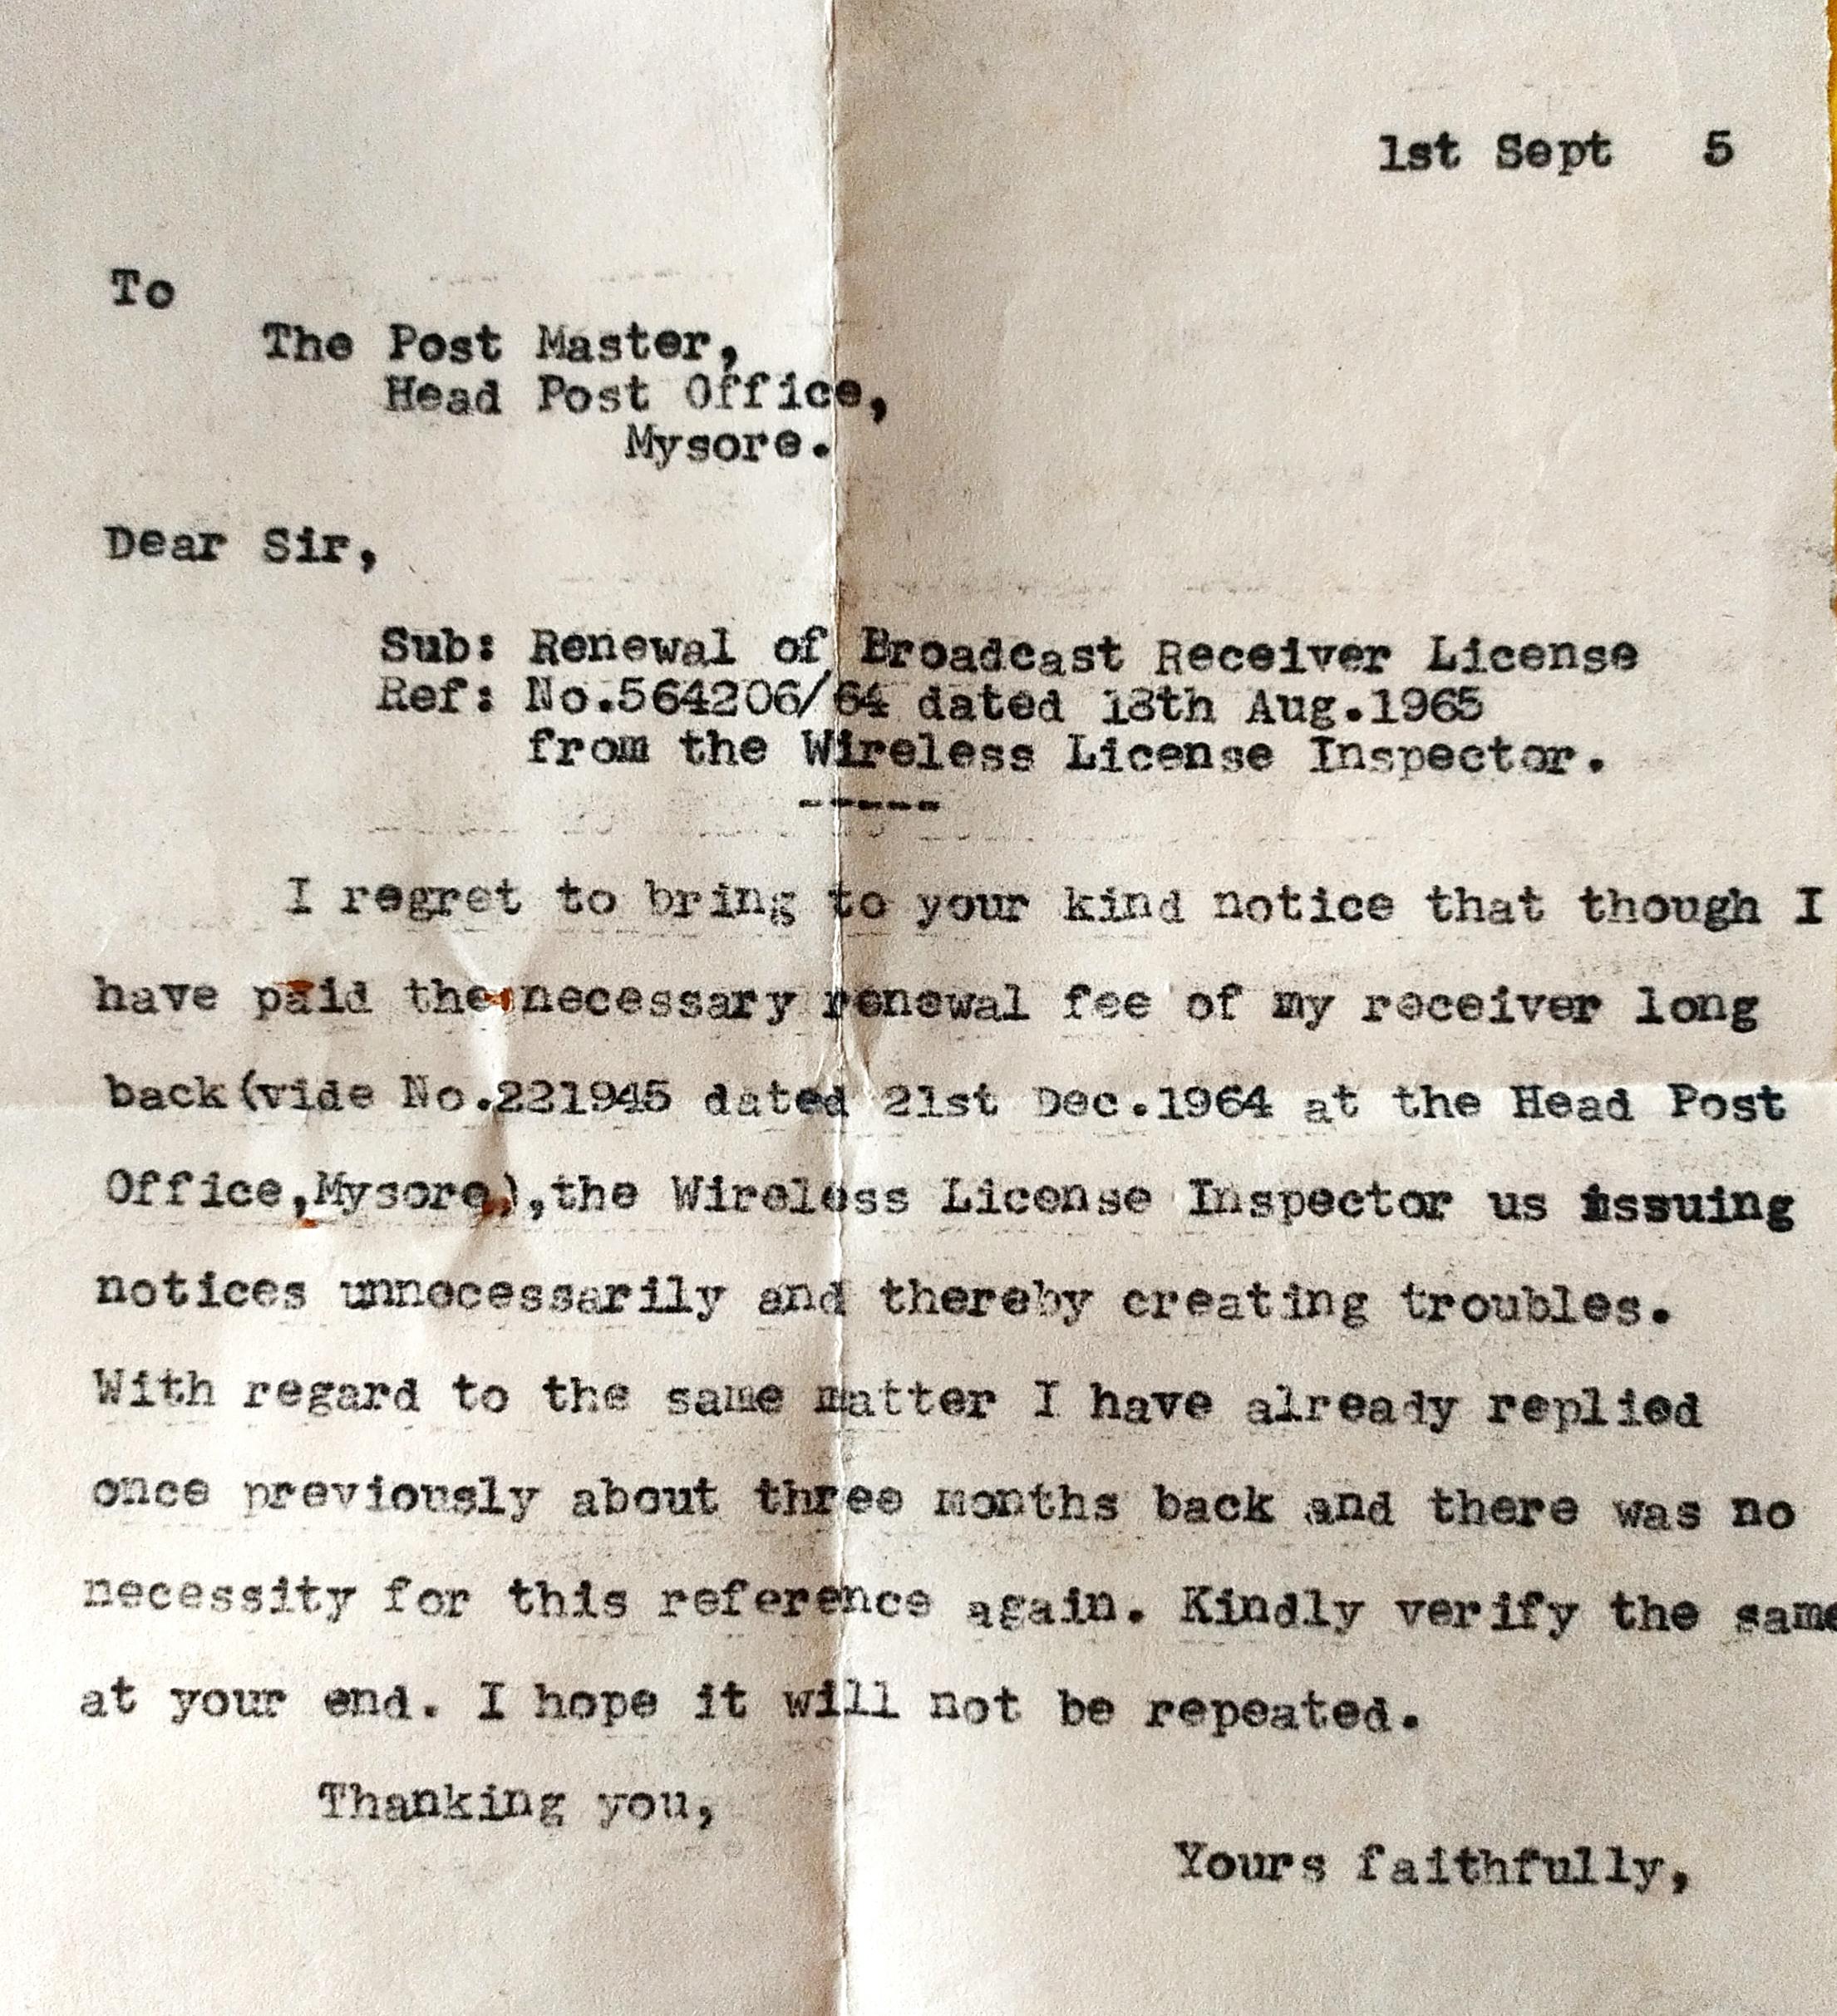 1st Sept 5
To
The Post Master,
Head Post Office,
Mysore.
Dear Sir,
Sub: Renewal of Broadcast Receiver License
Ref: No.564206/64 dated 18th Aug.1965
from the Wireless License Inspector.
------
I regret to bring to your kind notice that though I
have paid the necessary renewal fee of my receiver long
back(vide No.221945 dated 21st Dec.1964 at the Head Post
Office,Mysore,),the Wireless License Inspector us issuing
notices unnecessarily and thereby creating troubles.
With regard to the same matter I have already replied
once previously about three months back and there was no
necessity for this reference again. Kindly verify the same
at your end. I hope it will not be repeated.
Thanking you,
Yours faithfully,